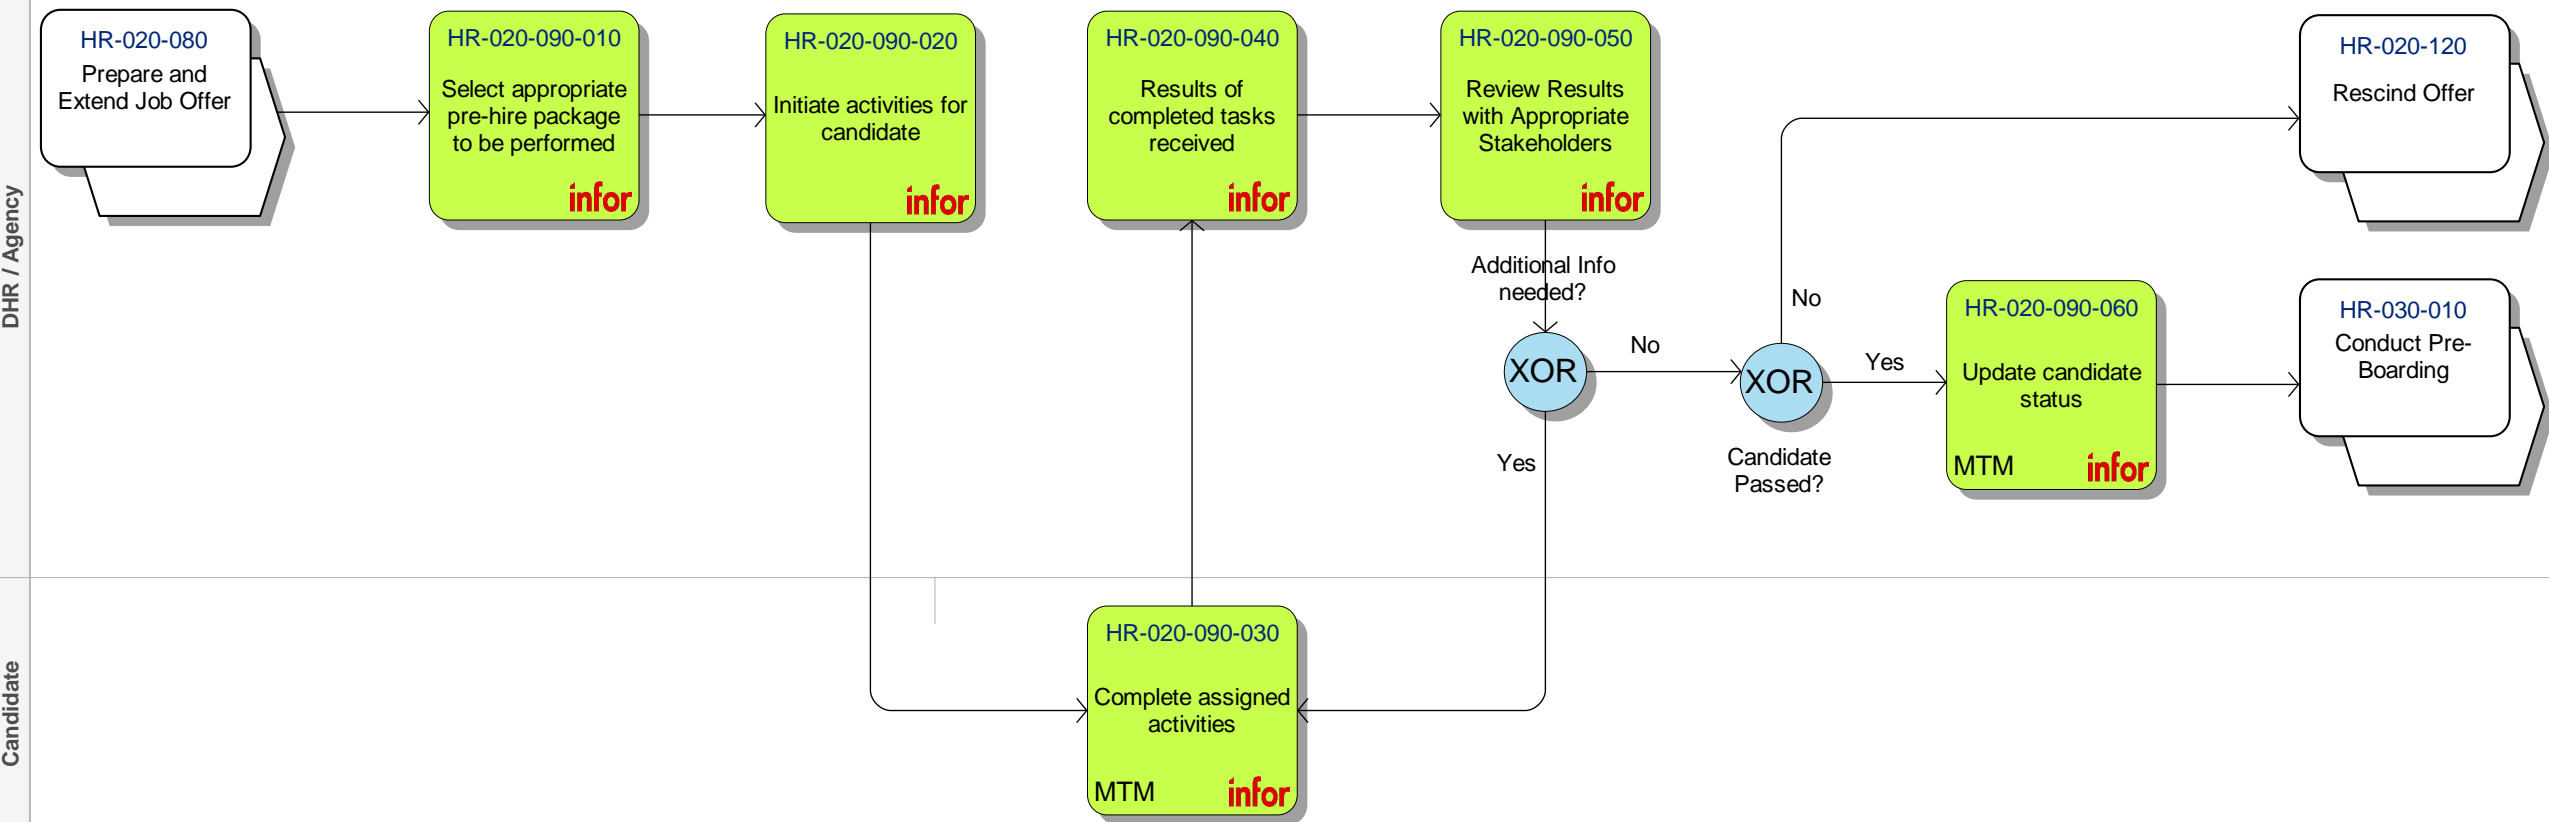 DHR / Agency
HR-020-080
Prepare and
Extend Job Offer
HR-020-090-010
Select appropriate
pre-hire package
to be performed
infor
HR-020-090-020
Initiate activities for
candidate
infor
HR-020-090-040
Results of
completed tasks
received
infor
HR-020-090-050
Review Results
with Appropriate
Stakeholders
infor
Additional Info
needed?
XOR
No
Yes
XOR
Candidate
Passed?
No
Yes
HR-020-120
Rescind Offer
HR-020-090-060
Update candidate
status
MTM
infor
HR-030-010
Conduct Pre-
Boarding
Candidate
HR-020-090-030
Complete assigned
activities
MTM
infor